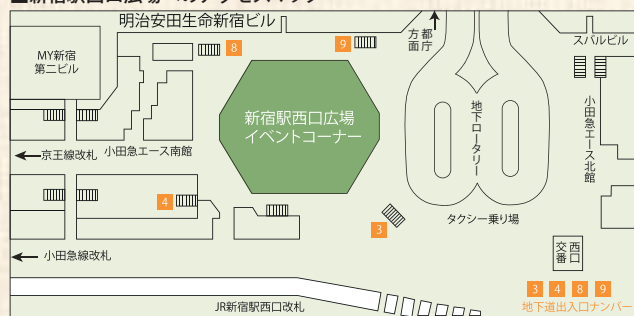 明治安田生命新宿ビル
MY新宿
第二ビル
8
9
都庁
方面
スバルビル
新宿駅西口広場
イベントコーナー
地下ロータリー
小田急エース北館
京王線改札
小田急エース南館
4
3
タクシー乗り場
西口
交番
小田急線改札
3 4 8 9
地下道出入口ナンバー
JR新宿駅西口改札